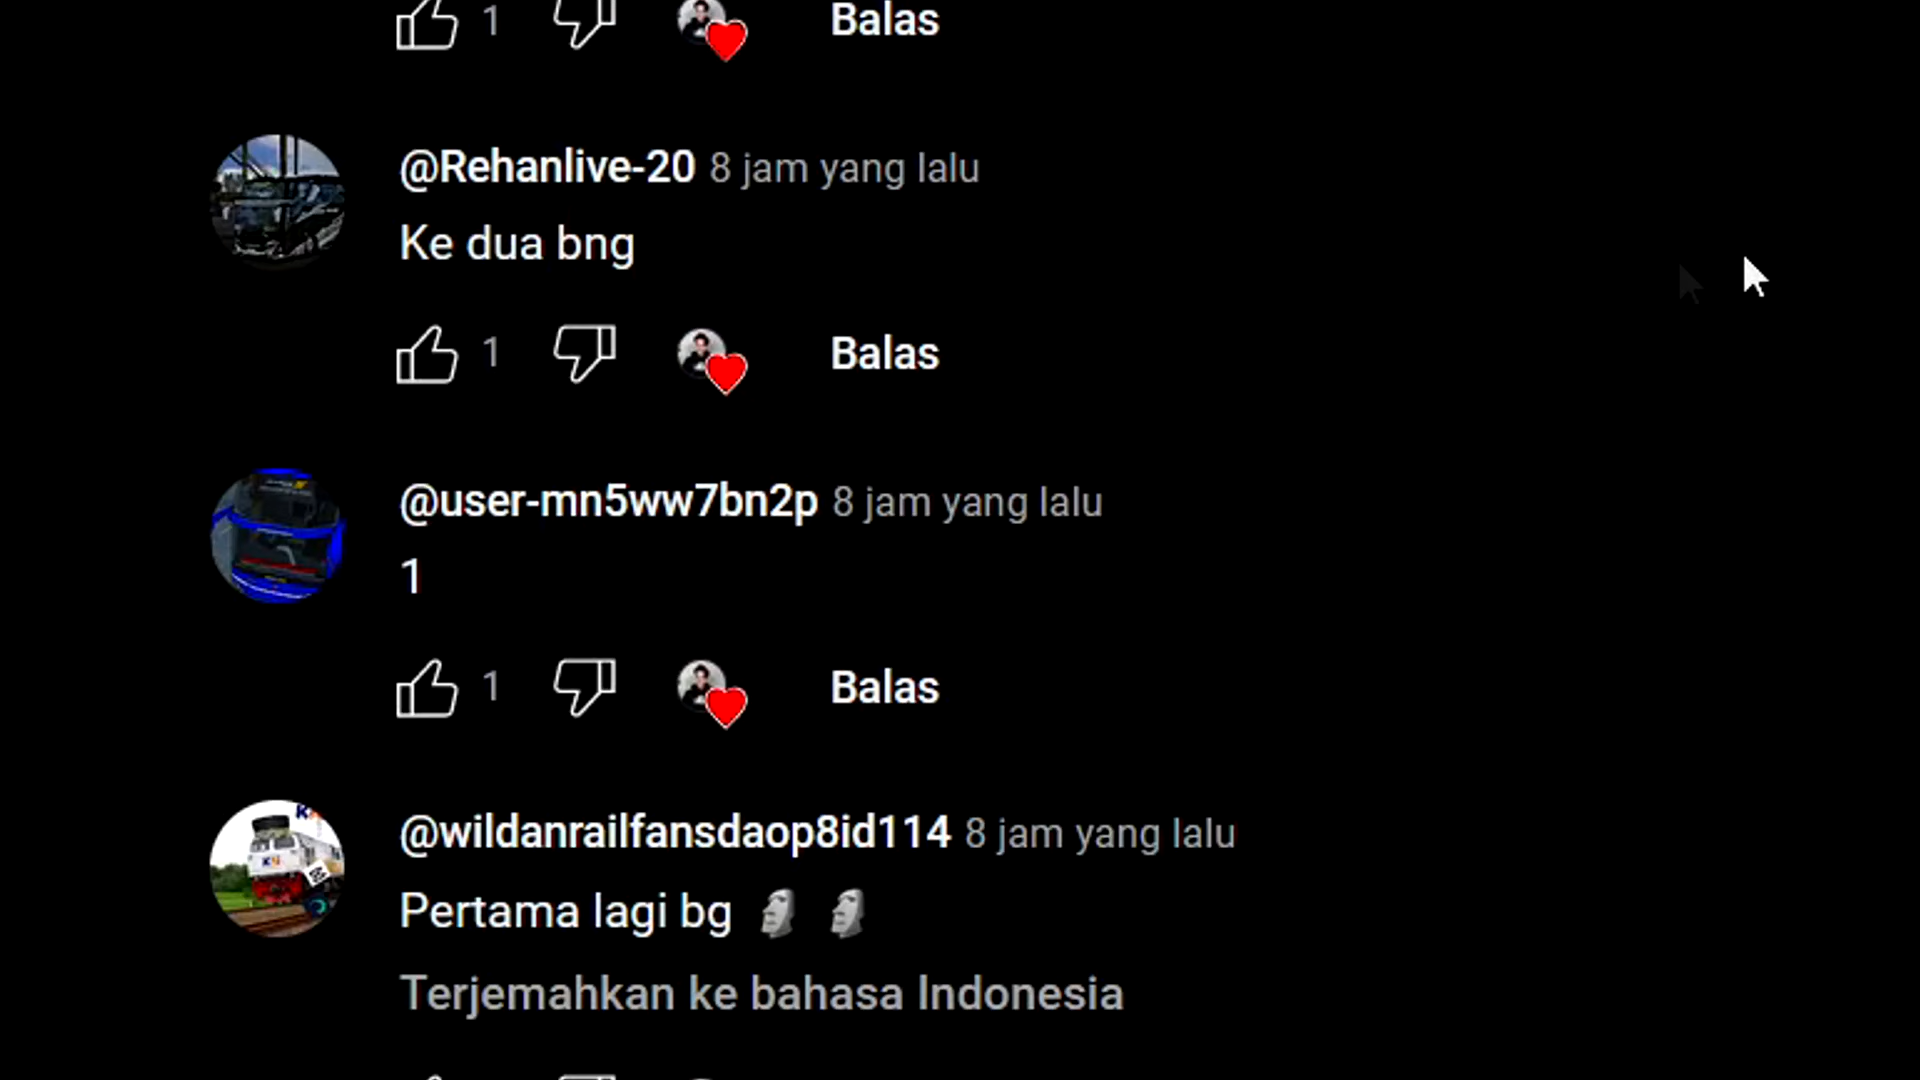 1 Balas
@Rehanlive-20 8 jam yang lalu
Ke dua bng
1 Balas
@user-mn5ww7bn2p 8 jam yang lalu
1
1 Balas
@wildanrailfansdaop8id114 8 jam yang lalu
Pertama lagi bg 🗿 🗿
Terjemahkan ke bahasa Indonesia